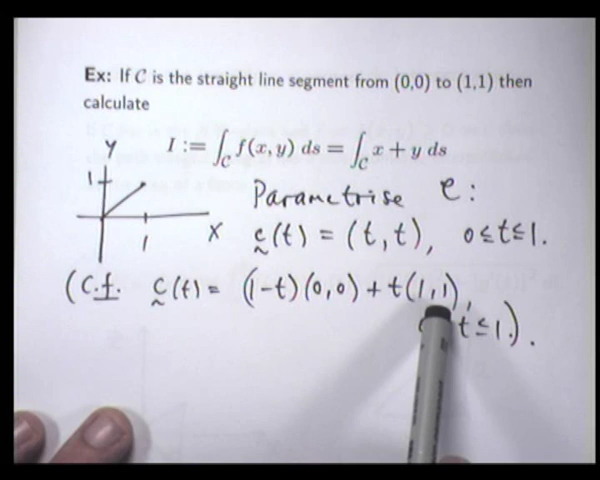 Ex: If C is the straight line segment from (0,0) to (1,1) then
calculate
I := ∫_C f(x, y) ds = ∫_C x + y ds
y
1
1
x
Parametrise C:
c(t) = (t, t), 0 ≤ t ≤ 1.
(c.f. c(t) = (1-t)(0,0) + t(1,1),
t ≤ 1.).